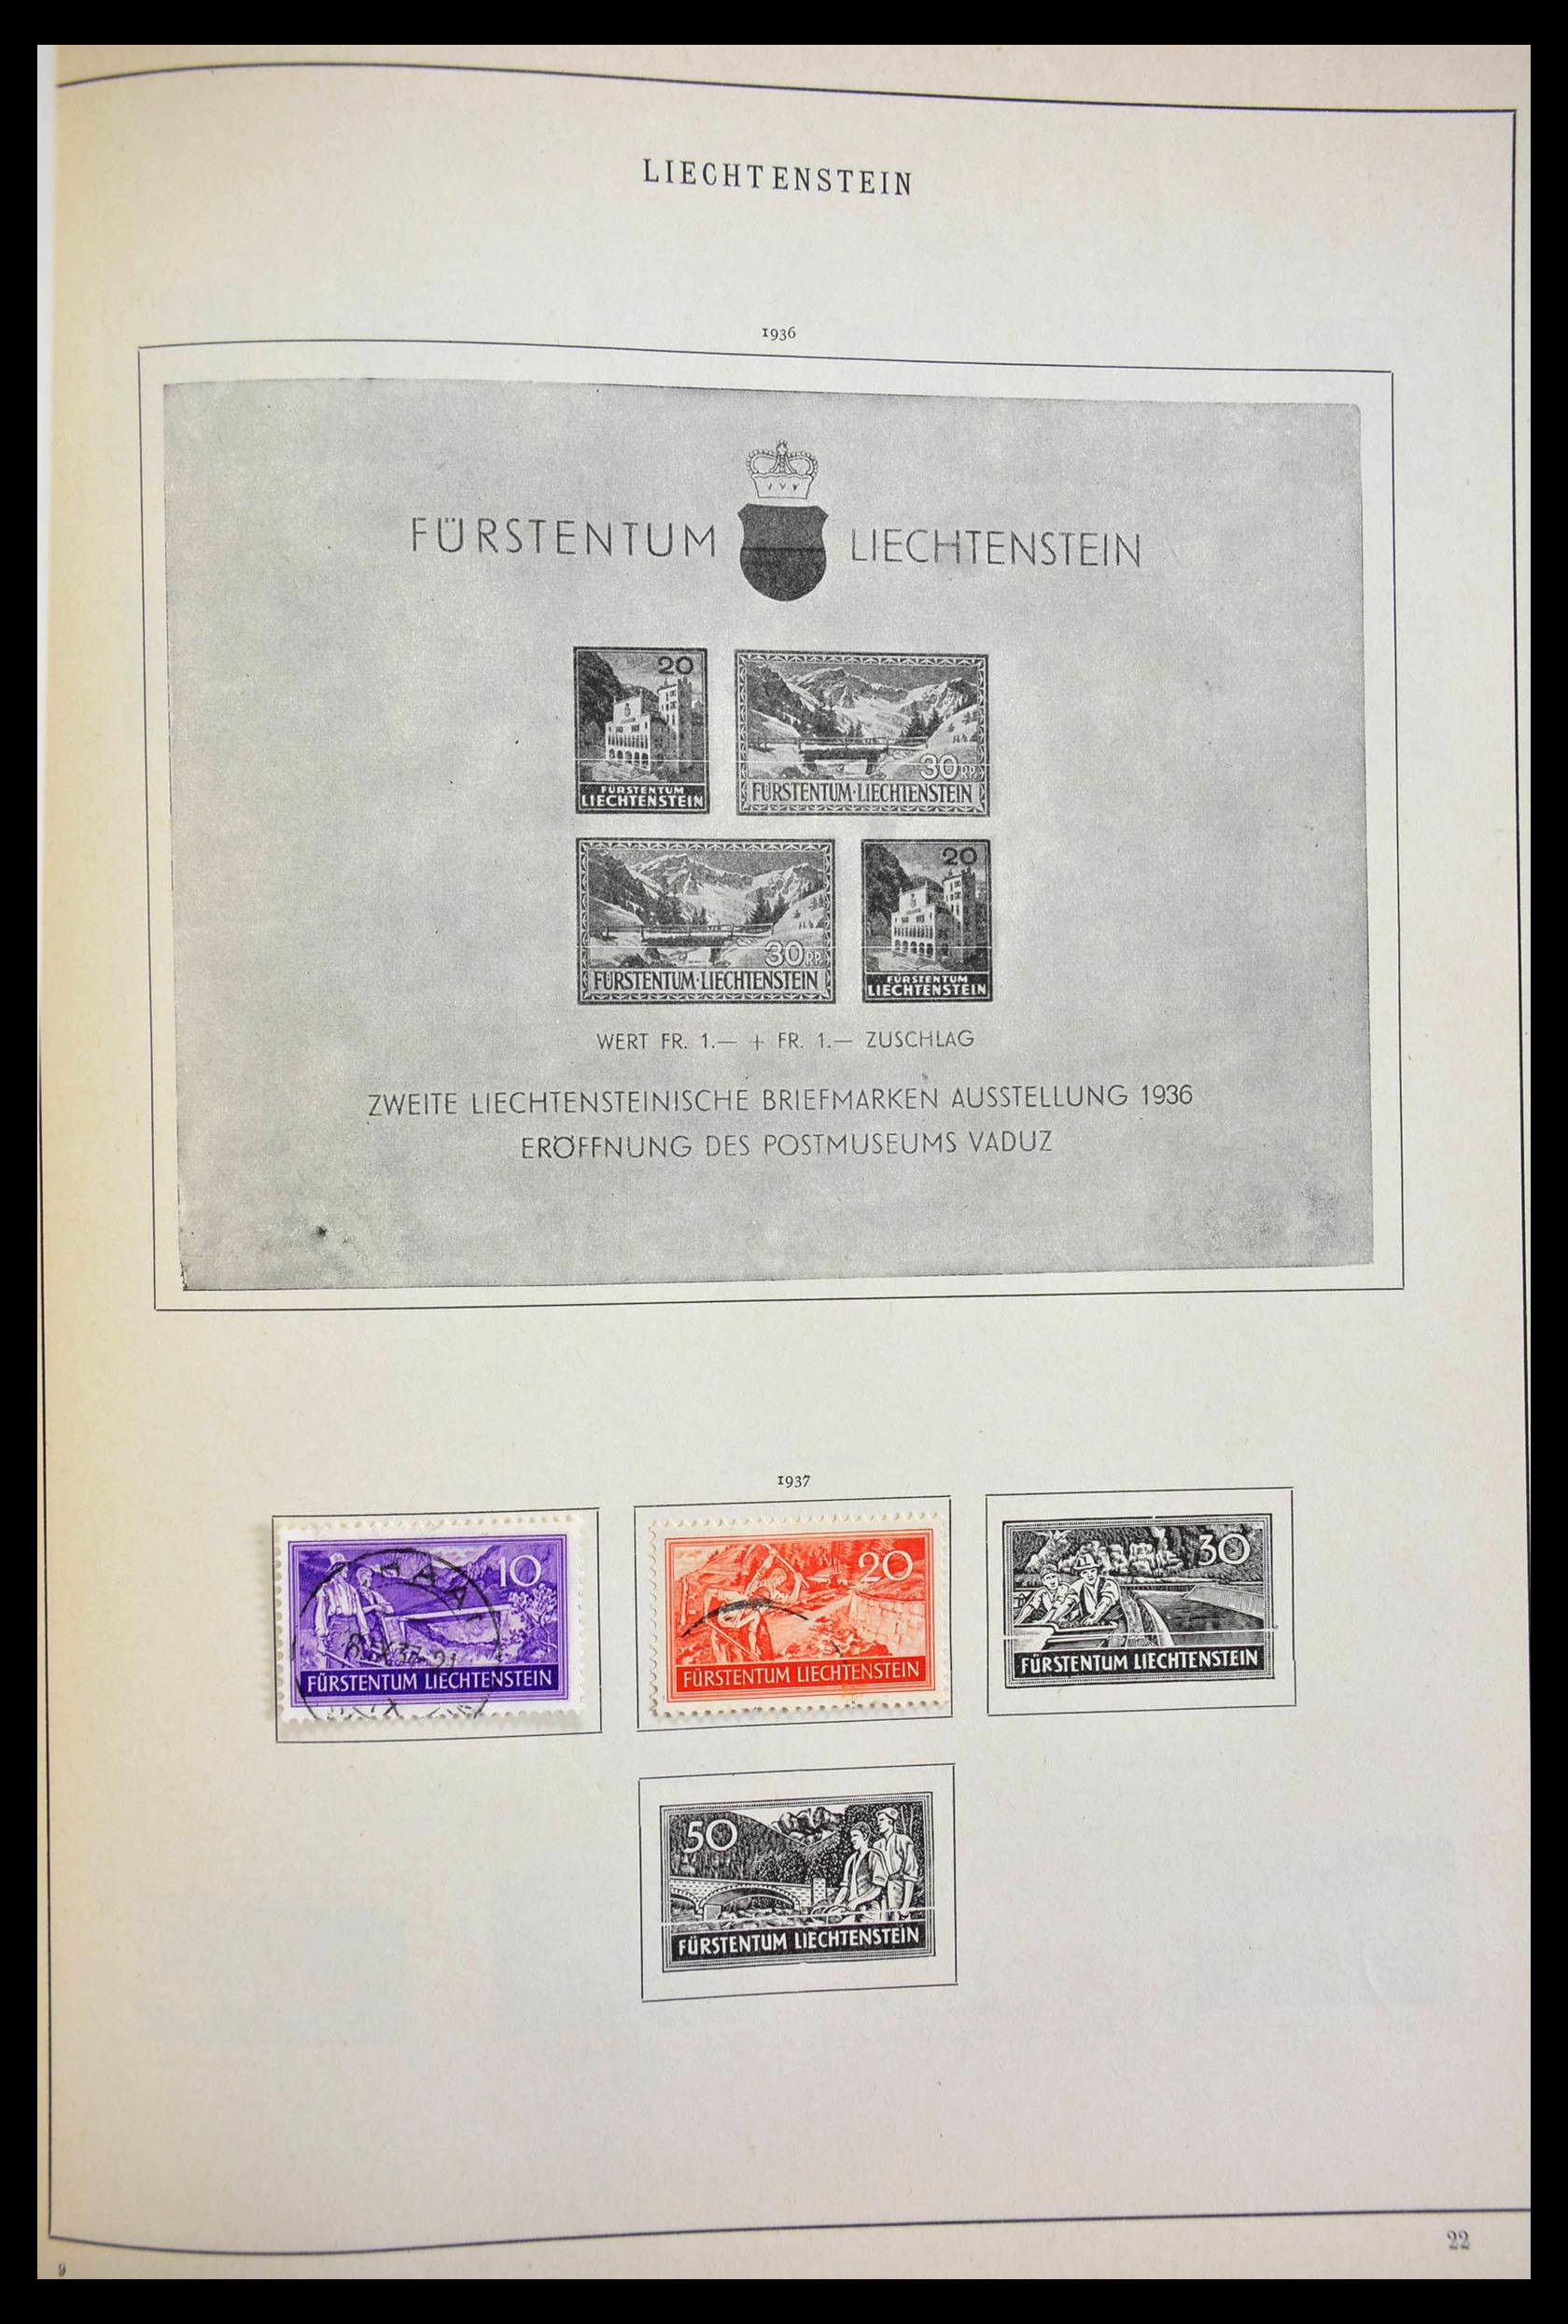 LIECHTENSTEIN
1936
FÜRSTENTUM LIECHTENSTEIN
20
FÜRSTENTUM
LIECHTENSTEIN
30 RP.
FÜRSTENTUM·LIECHTENSTEIN
30 RP.
FÜRSTENTUM·LIECHTENSTEIN
20
FÜRSTENTUM
LIECHTENSTEIN
WERT FR. 1.— + FR. 1.— ZUSCHLAG
ZWEITE LIECHTENSTEINISCHE BRIEFMARKEN AUSSTELLUNG 1936
ERÖFFNUNG DES POSTMUSEUMS VADUZ
1937
10
FÜRSTENTUM LIECHTENSTEIN
20
FÜRSTENTUM LIECHTENSTEIN
30
FÜRSTENTUM LIECHTENSTEIN
50
FÜRSTENTUM LIECHTENSTEIN
22
9